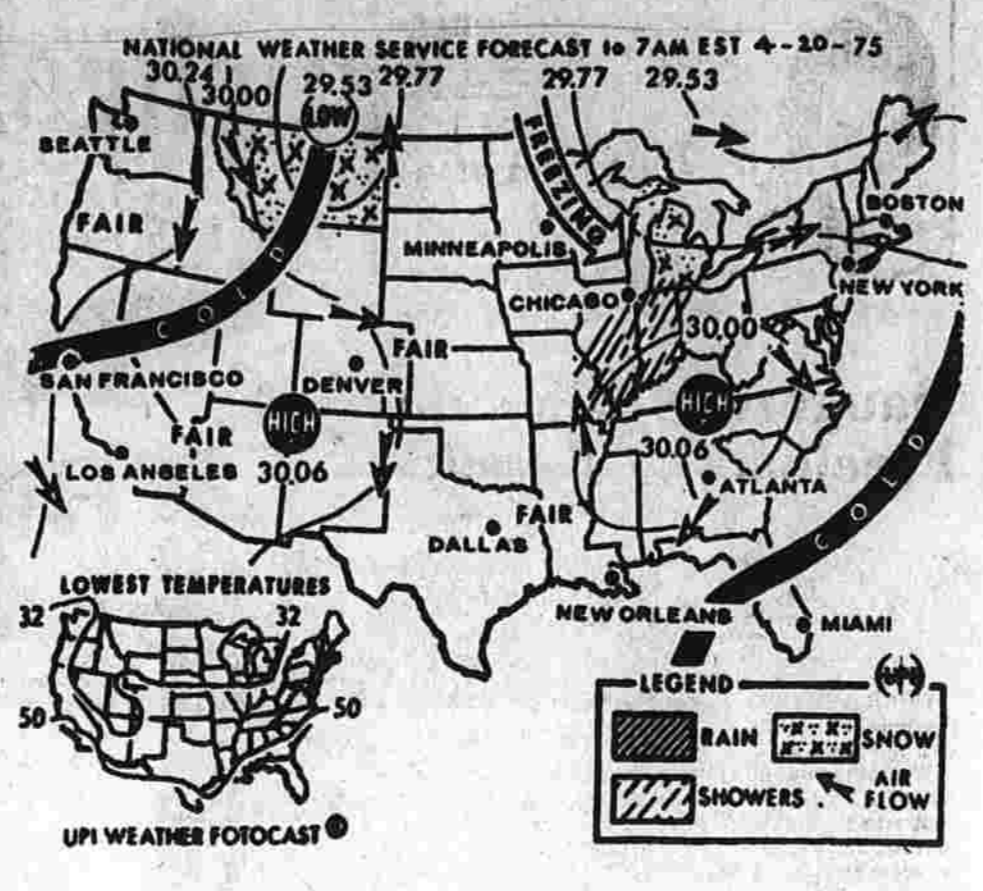 NATIONAL WEATHER SERVICE FORECAST to 7AM EST 4-20-75
30.24 30.00 29.53 29.77 29.77 29.53
LOW
SEATTLE
FREEZING
FAIR
BOSTON
MINNEAPOLIS
NEW YORK
CHICAGO
30.00
COLD
FAIR
SAN FRANCISCO
DENVER
HIGH
HIGH
FAIR
LOS ANGELES
30.06
30.06
ATLANTA
COLD
FAIR
DALLAS
NEW ORLEANS
MIAMI
LOWEST TEMPERATURES
32 32
50 50
UPI WEATHER FOTOCAST ©
LEGEND
UPI
RAIN
SNOW
SHOWERS
AIR
FLOW